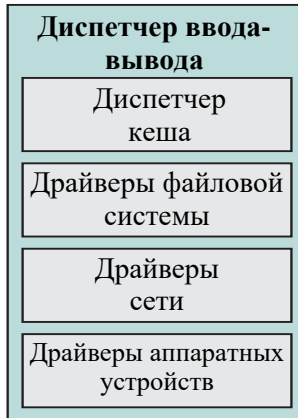 Диспетчер ввода-
вывода
Диспетчер
кеша
Драйверы файловой
системы
Драйверы
сети
Драйверы аппаратных
устройств